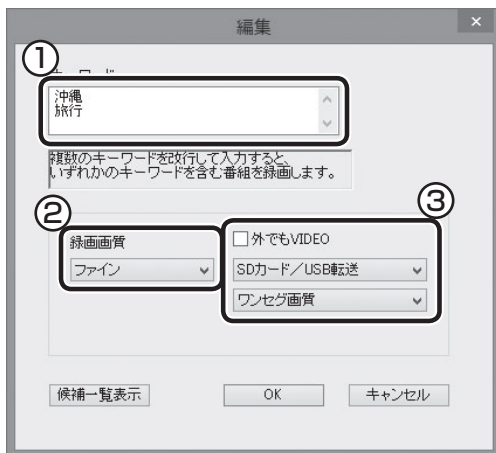 編集
×
①
キーワード
沖縄
旅行
複数のキーワードを改行して入力すると、
いずれかのキーワードを含む番組を録画します。
②
③
録画画質
ファイン
外でもVIDEO
SDカード／USB転送
ワンセグ画質
候補一覧表示
OK
キャンセル